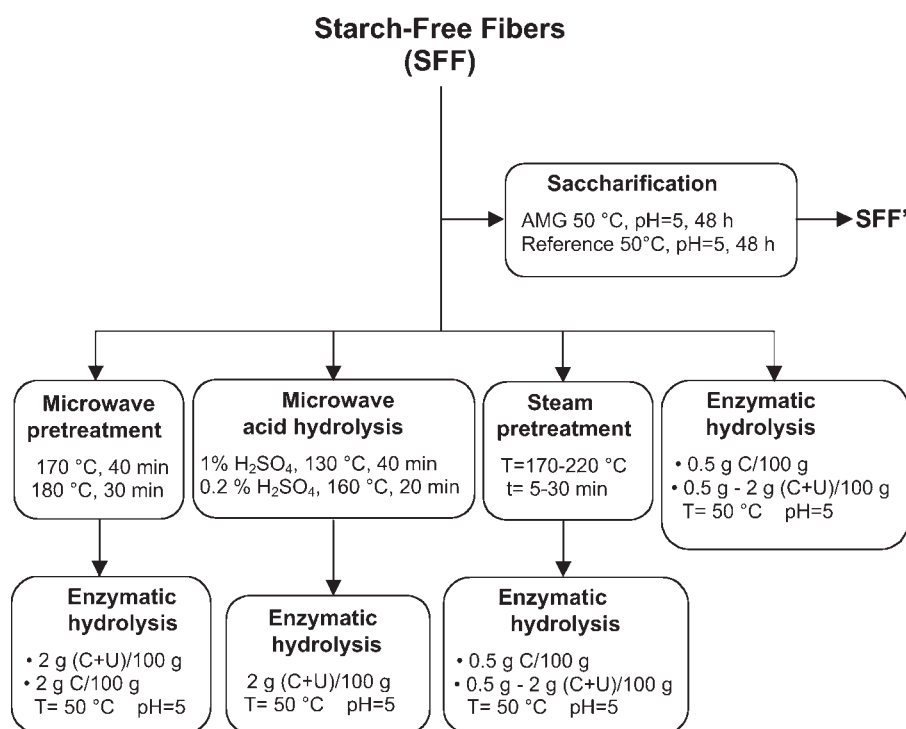 Starch-Free Fibers
(SFF)
Saccharification
AMG 50 °C, pH=5, 48 h
Reference 50°C, pH=5, 48 h
SFF'
Microwave
pretreatment
170 °C, 40 min
180 °C, 30 min
Microwave
acid hydrolysis
1% H₂SO₄, 130 °C, 40 min
0.2 % H₂SO₄, 160 °C, 20 min
Steam
pretreatment
T=170-220 °C
t= 5-30 min
Enzymatic
hydrolysis
• 0.5 g C/100 g
• 0.5 g - 2 g (C+U)/100 g
T= 50 °C pH=5
Enzymatic
hydrolysis
• 2 g (C+U)/100 g
• 2 g C/100 g
T= 50 °C pH=5
Enzymatic
hydrolysis
2 g (C+U)/100 g
T= 50 °C pH=5
Enzymatic
hydrolysis
• 0.5 g C/100 g
• 0.5 g - 2 g (C+U)/100 g
T= 50 °C pH=5